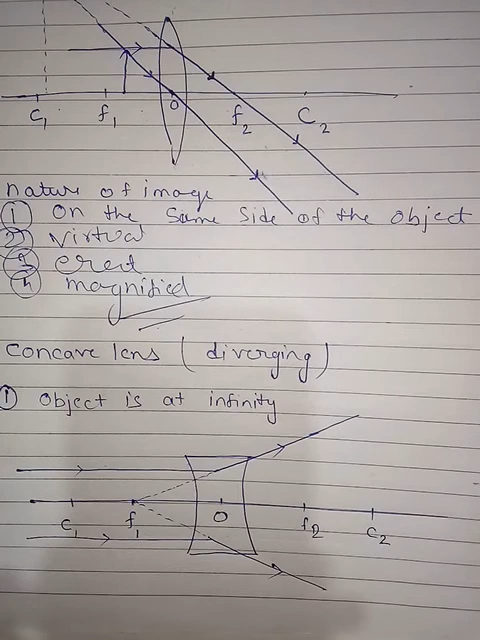 C1 f1 O f2 C2
nature of image
① On the same side of the object
② Virtual
③ erect
④ magnified
Concave lens (diverging)
① Object is at infinity
C1 f1 O f2 C2